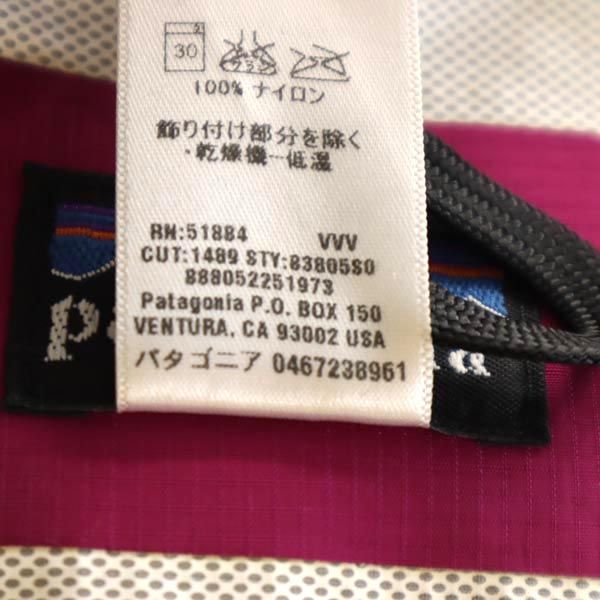 30
100% ナイロン
飾り付け部分を除く
・乾燥機－低温
RN:51884 VVV
CUT:1489 STY:83805S0
888052251973
Patagonia P.O. BOX 150
VENTURA, CA 93002 USA
パタゴニア 0467238961